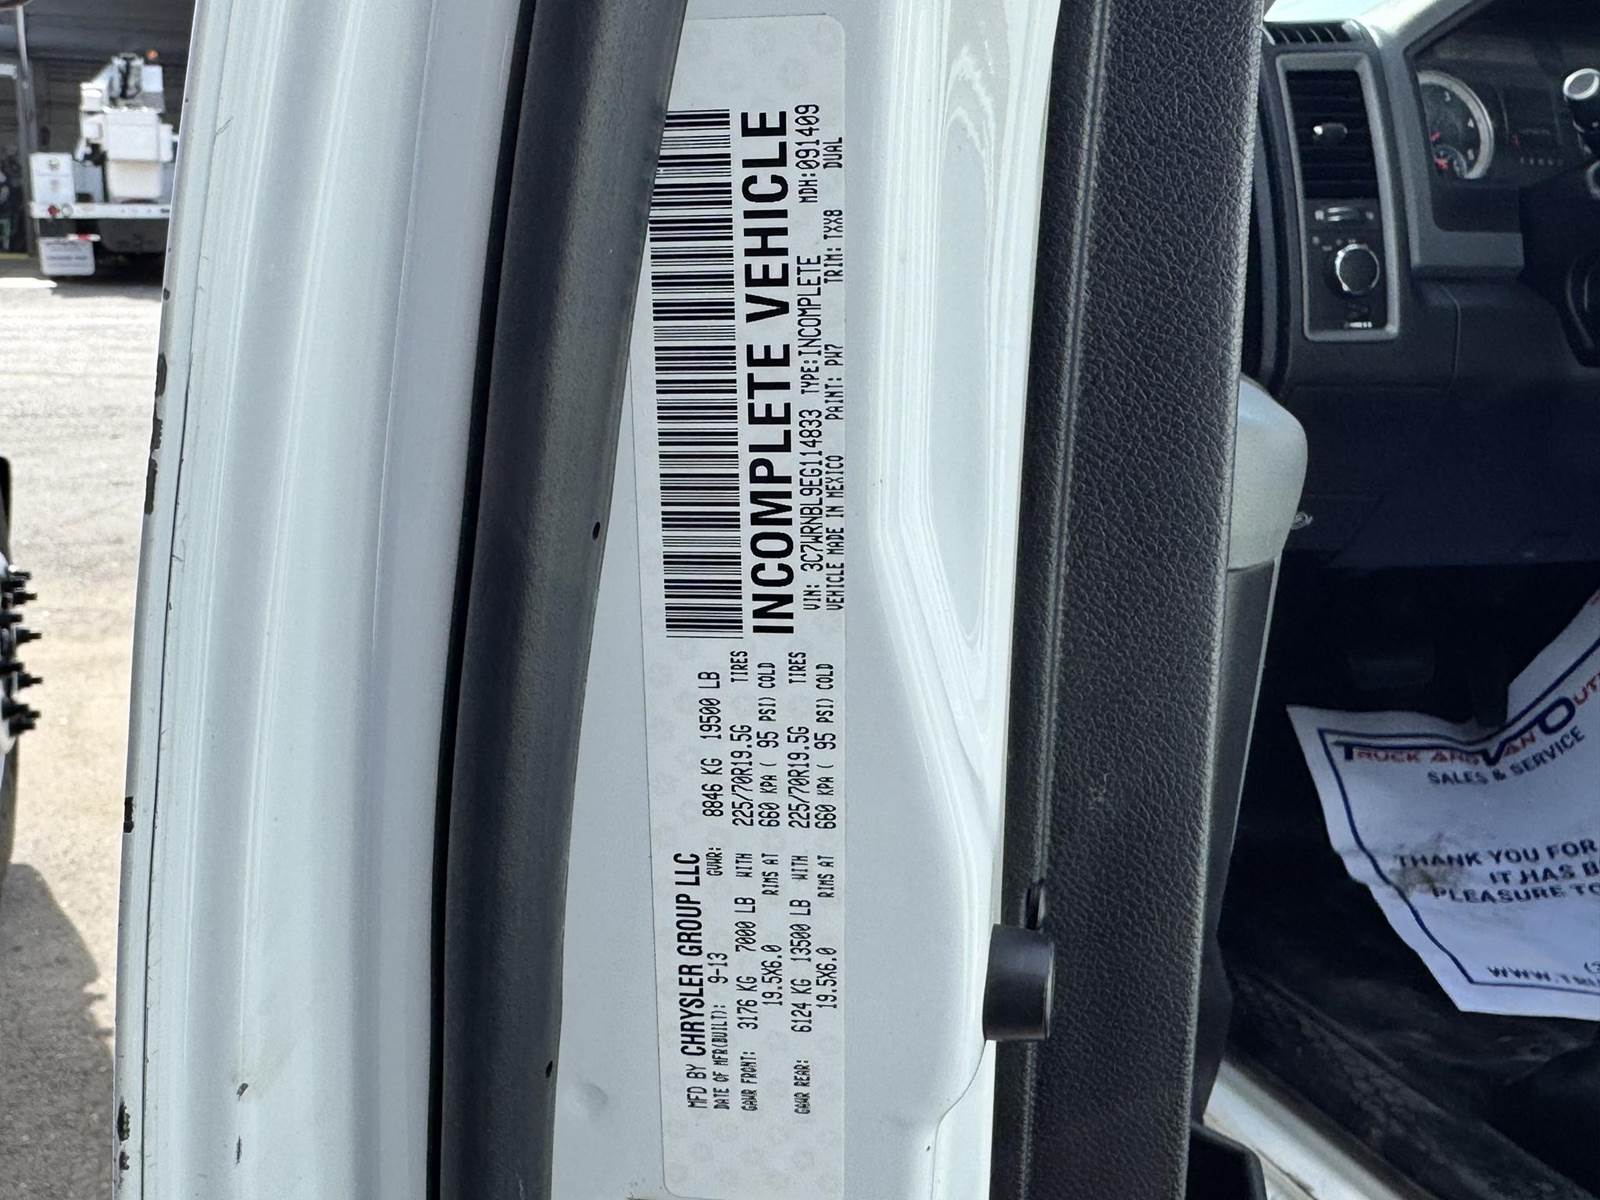 MFD BY CHRYSLER GROUP LLC
DATE OF MFR(BUILT): 9-13 GVWR: 8846 KG 19500 LB
GAWR FRONT: 3176 KG 7000 LB WITH 225/70R19.5G TIRES
19.5X6.0 RIMS AT 660 KPA ( 95 PSI) COLD
GAWR REAR: 6124 KG 13500 LB WITH 225/70R19.5G TIRES
19.5X6.0 RIMS AT 660 KPA ( 95 PSI) COLD
INCOMPLETE VEHICLE
VIN: 3C7WRNBL9EG114833 TYPE:INCOMPLETE MDH:091409
VEHICLE MADE IN MEXICO PAINT: PW7 TRIM: TXX8 DUAL
TRUCK AND VAN
SALES & SERVICE
THANK YOU FOR
IT HAS
PLEASURE TO